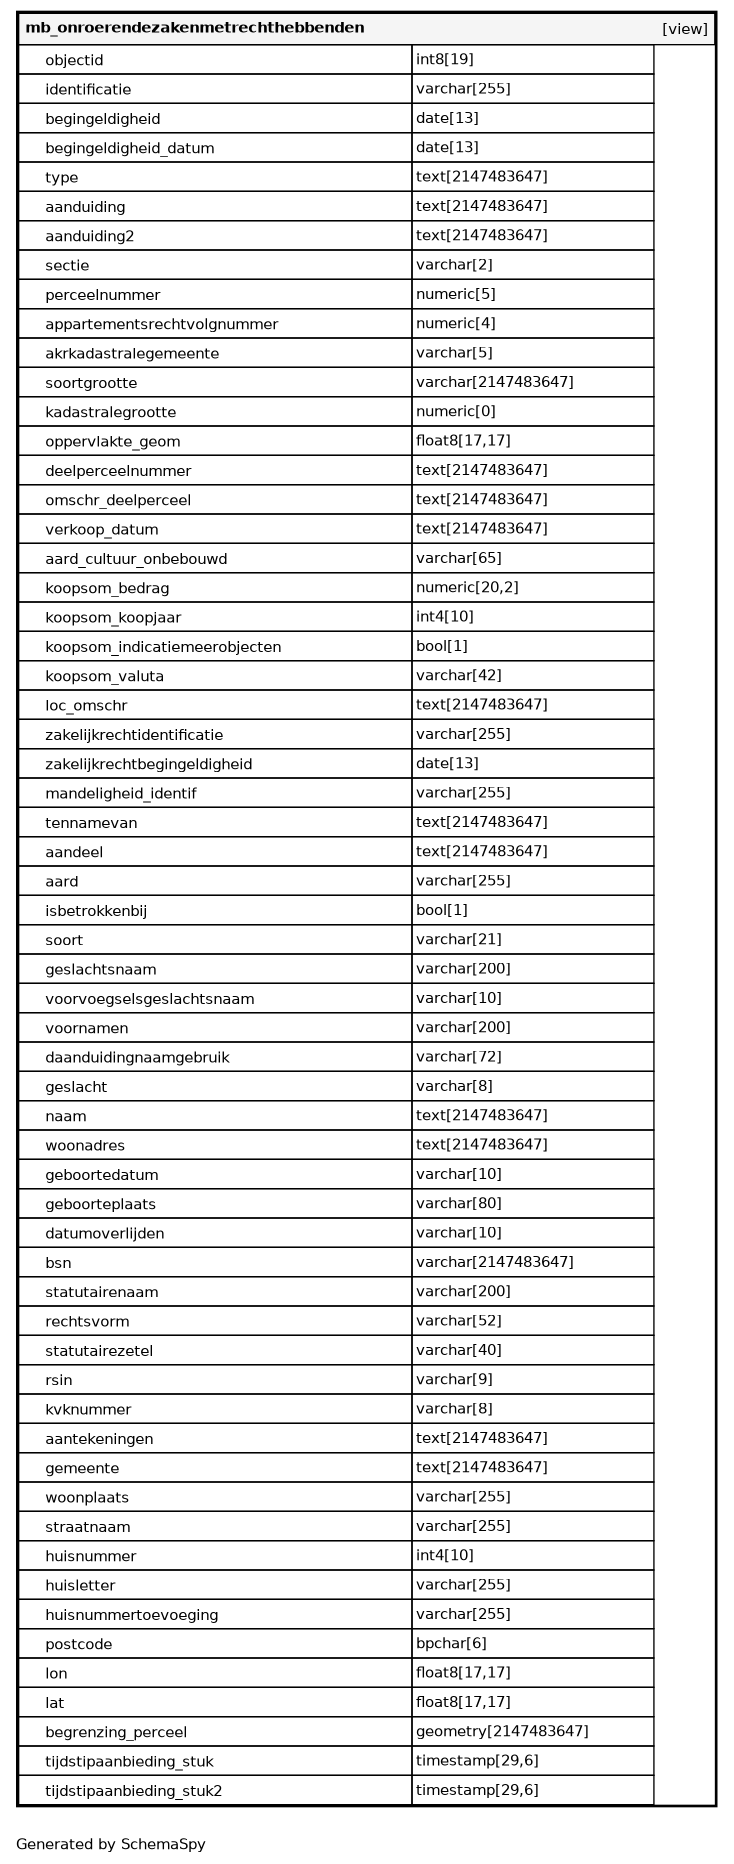 mb_onroerendezakenmetrechthebbenden [view]
objectid int8[19]
identificatie varchar[255]
begingeldigheid date[13]
begingeldigheid_datum date[13]
type text[2147483647]
aanduiding text[2147483647]
aanduiding2 text[2147483647]
sectie varchar[2]
perceelnummer numeric[5]
appartementsrechtvolgnummer numeric[4]
akrkadastralegemeente varchar[5]
soortgrootte varchar[2147483647]
kadastralegrootte numeric[0]
oppervlakte_geom float8[17,17]
deelperceelnummer text[2147483647]
omschr_deelperceel text[2147483647]
verkoop_datum text[2147483647]
aard_cultuur_onbebouwd varchar[65]
koopsom_bedrag numeric[20,2]
koopsom_koopjaar int4[10]
koopsom_indicatiemeerobjecten bool[1]
koopsom_valuta varchar[42]
loc_omschr text[2147483647]
zakelijkrechtidentificatie varchar[255]
zakelijkrechtbegingeldigheid date[13]
mandeligheid_identif varchar[255]
tennamevan text[2147483647]
aandeel text[2147483647]
aard varchar[255]
isbetrokkenbij bool[1]
soort varchar[21]
geslachtsnaam varchar[200]
voorvoegselsgeslachtsnaam varchar[10]
voornamen varchar[200]
daanduidingnaamgebruik varchar[72]
geslacht varchar[8]
naam text[2147483647]
woonadres text[2147483647]
geboortedatum varchar[10]
geboorteplaats varchar[80]
datumoverlijden varchar[10]
bsn varchar[2147483647]
statutairenaam varchar[200]
rechtsvorm varchar[52]
statutairezetel varchar[40]
rsin varchar[9]
kvknummer varchar[8]
aantekeningen text[2147483647]
gemeente text[2147483647]
woonplaats varchar[255]
straatnaam varchar[255]
huisnummer int4[10]
huisletter varchar[255]
huisnummertoevoeging varchar[255]
postcode bpchar[6]
lon float8[17,17]
lat float8[17,17]
begrenzing_perceel geometry[2147483647]
tijdstipaanbieding_stuk timestamp[29,6]
tijdstipaanbieding_stuk2 timestamp[29,6]
Generated by SchemaSpy